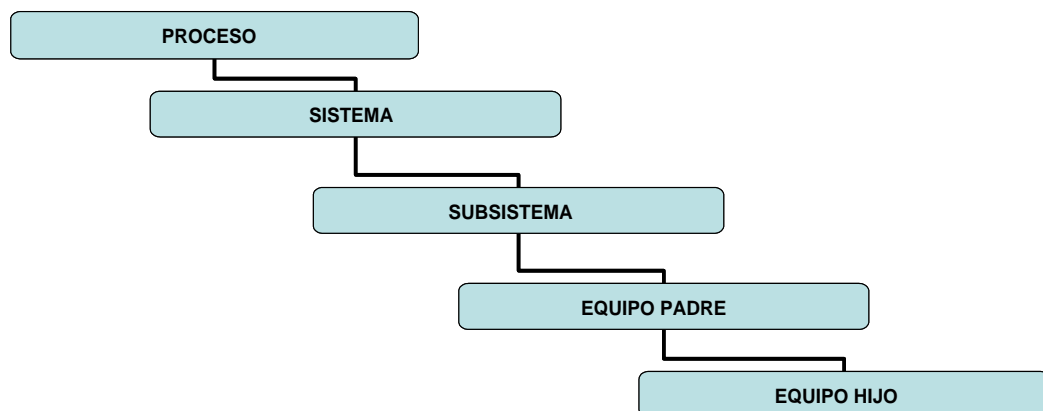 PROCESO
SISTEMA
SUBSISTEMA
EQUIPO PADRE
EQUIPO HIJO